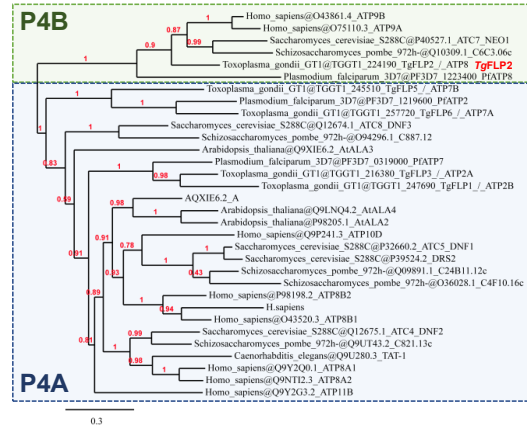 P4B
Homo_sapiens@O43861.4_ATP9B
1
Homo_sapiens@O75110.3_ATP9A
0.87
Saccharomyces_cerevisiae_S288C@P40527.1_ATC7_NEO1
0.99
Schizosaccharomyces_pombe_972h-@Q10309.1_C6C3.06c
0.9
Toxoplasma_gondii_GT1@TGGT1_224190_TgFLP2_/_ATP8 TgFLP2
1
Plasmodium_falciparum_3D7@PF3D7_1223400_PfATP8
Toxoplasma_gondii_GT1@TGGT1_245510_TgFLP5_/_ATP7B
1
Plasmodium_falciparum_3D7@PF3D7_1219600_PfATP2
1
Toxoplasma_gondii_GT1@TGGT1_257720_TgFLP6_/_ATP7A
1
Saccharomyces_cerevisiae_S288C@Q12674.1_ATC8_DNF3
1
Schizosaccharomyces_pombe_972h-@O94296.1_C887.12
Arabidopsis_thaliana@Q9XIE6.2_AtALA3
0.83
Plasmodium_falciparum_3D7@PF3D7_0319000_PfATP7
1
Toxoplasma_gondii_GT1@TGGT1_216380_TgFLP3_/_ATP2A
0.98
Toxoplasma_gondii_GT1@TGGT1_247690_TgFLP1_/_ATP2B
AQXIE6.2_A
0.98
Arabidopsis_thaliana@Q9LNQ4.2_AtALA4
1
Arabidopsis_thaliana@P98205.1_AtALA2
0.91
Homo_sapiens@Q9P241.3_ATP10D
0.78
Saccharomyces_cerevisiae_S288C@P32660.2_ATC5_DNF1
1
Saccharomyces_cerevisiae_S288C@P39524.2_DRS2
1
Schizosaccharomyces_pombe_972h-@Q09891.1_C24B11.12c
0.43
Schizosaccharomyces_pombe_972h-@O36028.1_C4F10.16c
0.91
0.93
Homo_sapiens@P98198.2_ATP8B2
1
H.sapiens
0.94
Homo_sapiens@O43520.3_ATP8B1
0.89
Saccharomyces_cerevisiae_S288C@Q12675.1_ATC4_DNF2
0.99
Schizosaccharomyces_pombe_972h-@Q9UT43.2_C821.13c
0.81
1
Caenorhabditis_elegans@Q9U280.3_TAT-1
0.98
Homo_sapiens@Q9Y2Q0.1_ATP8A1
1
Homo_sapiens@Q9NTI2.3_ATP8A2
Homo_sapiens@Q9Y2G3.2_ATP11B
P4A
0.3